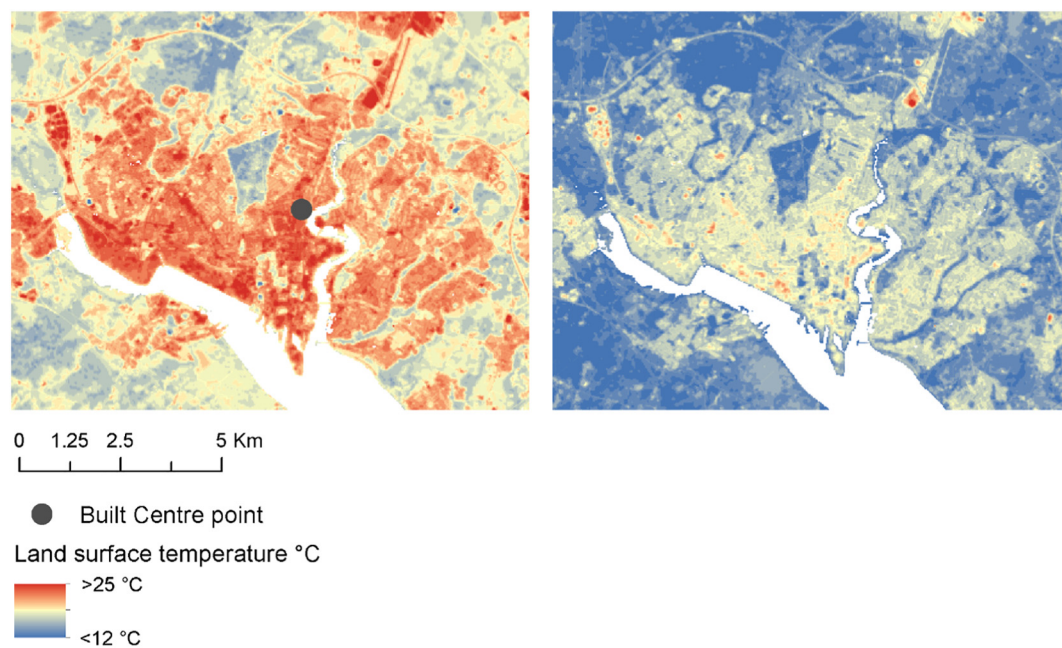 0 1.25 2.5 5 Km
Built Centre point
Land surface temperature °C
>25 °C
<12 °C